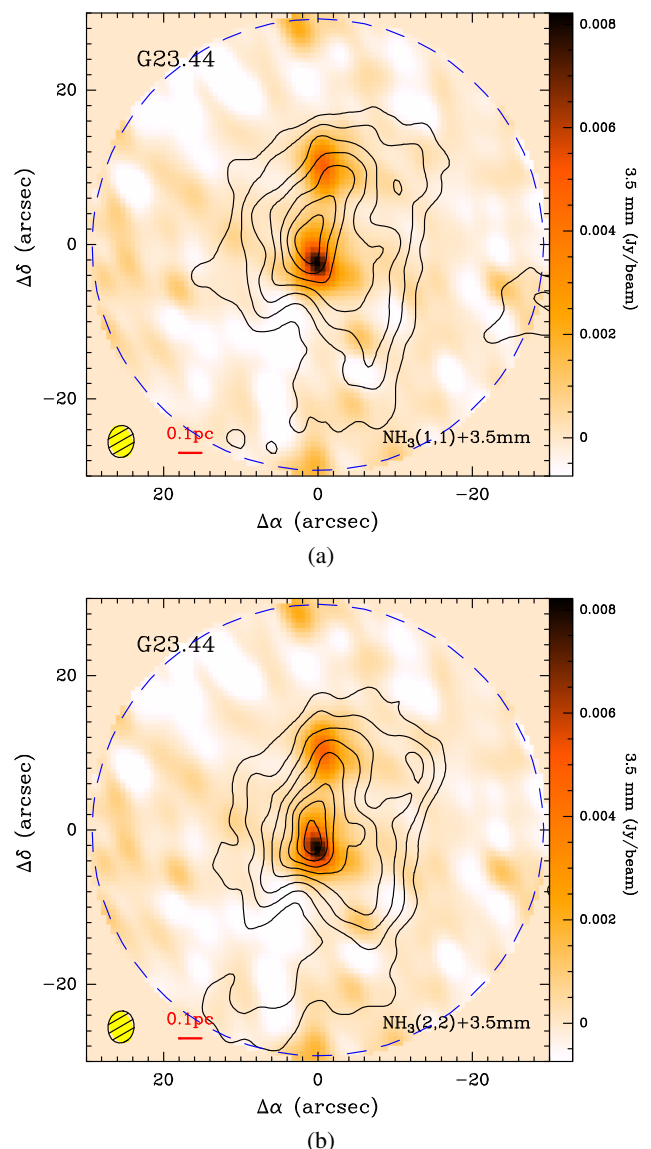 G23.44
20
0
−20
Δδ (arcsec)
0.1pc
NH3(1,1)+3.5mm
20
0
−20
Δα (arcsec)
0.008
0.006
0.004
0.002
0
3.5 mm (Jy/beam)
(a)
G23.44
20
0
−20
Δδ (arcsec)
0.1pc
NH3(2,2)+3.5mm
20
0
−20
Δα (arcsec)
0.008
0.006
0.004
0.002
0
3.5 mm (Jy/beam)
(b)